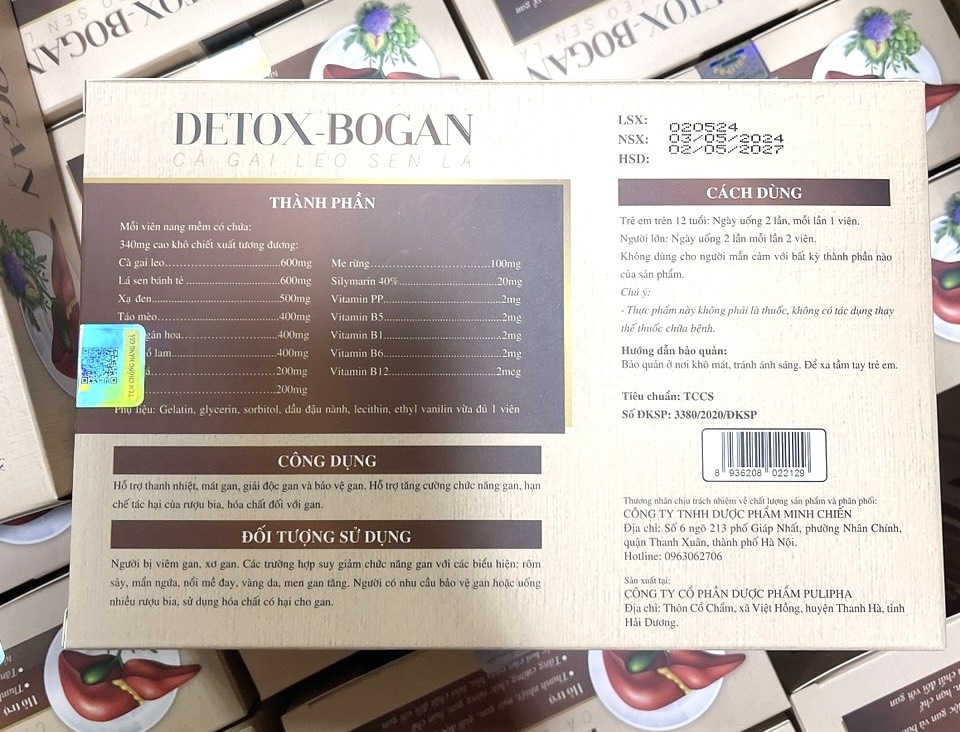 DETOX-BOGAN
CÀ GAI LEO SEN LÁ
THÀNH PHẦN
Mỗi viên nang mềm có chứa:
340mg cao khô chiết xuất tương đương:
Cà gai leo……………………600mg
Lá sen bánh tẻ……………………600mg
Xạ đen……………………500mg
Táo mèo……………………400mg
hoa……………………400mg
lam……………………400mg
200mg
200mg
Me rừng……………………100mg
Silymarin 40%……………………20mg
Vitamin PP……………………2mg
Vitamin B5……………………2mg
Vitamin B1……………………2mg
Vitamin B6……………………2mg
Vitamin B12……………………2mcg
Phụ liệu: Gelatin, glycerin, sorbitol, dầu đậu nành, lecithin, ethyl vanilin vừa đủ 1 viên
TEM CHỐNG HÀNG GIẢ
CÔNG DỤNG
Hỗ trợ thanh nhiệt, mát gan, giải độc gan và bảo vệ gan. Hỗ trợ tăng cường chức năng gan, hạn
chế tác hại của rượu bia, hóa chất đối với gan.
ĐỐI TƯỢNG SỬ DỤNG
Người bị viêm gan, xơ gan. Các trường hợp suy giảm chức năng gan với các biểu hiện: rôm
sảy, mẩn ngứa, nổi mề đay, vàng da, men gan tăng. Người có nhu cầu bảo vệ gan hoặc uống
nhiều rượu bia, sử dụng hóa chất có hại cho gan.
LSX: 020524
NSX: 03/05/2024
HSD: 02/05/2027
CÁCH DÙNG
Trẻ em trên 12 tuổi: Ngày uống 2 lần, mỗi lần 1 viên.
Người lớn: Ngày uống 2 lần mỗi lần 2 viên.
Không dùng cho người mẫn cảm với bất kỳ thành phần nào
của sản phẩm.
Chú ý:
- Thực phẩm này không phải là thuốc, không có tác dụng thay
thế thuốc chữa bệnh.
Hướng dẫn bảo quản:
Bảo quản ở nơi khô mát, tránh ánh sáng. Để xa tầm tay trẻ em.
Tiêu chuẩn: TCCS
Số ĐKSP: 3380/2020/ĐKSP
8 936208 022129
Thương nhân chịu trách nhiệm về chất lượng sản phẩm và phân phối:
CÔNG TY TNHH DƯỢC PHẨM MINH CHIẾN
Địa chỉ: Số 6 ngõ 213 phố Giáp Nhất, phường Nhân Chính,
quận Thanh Xuân, thành phố Hà Nội.
Hotline: 0963062706
Sản xuất tại:
CÔNG TY CỔ PHẦN DƯỢC PHẨM PULIPHA
Địa chỉ: Thôn Cổ Chẩm, xã Việt Hồng, huyện Thanh Hà, tỉnh
Hải Dương.